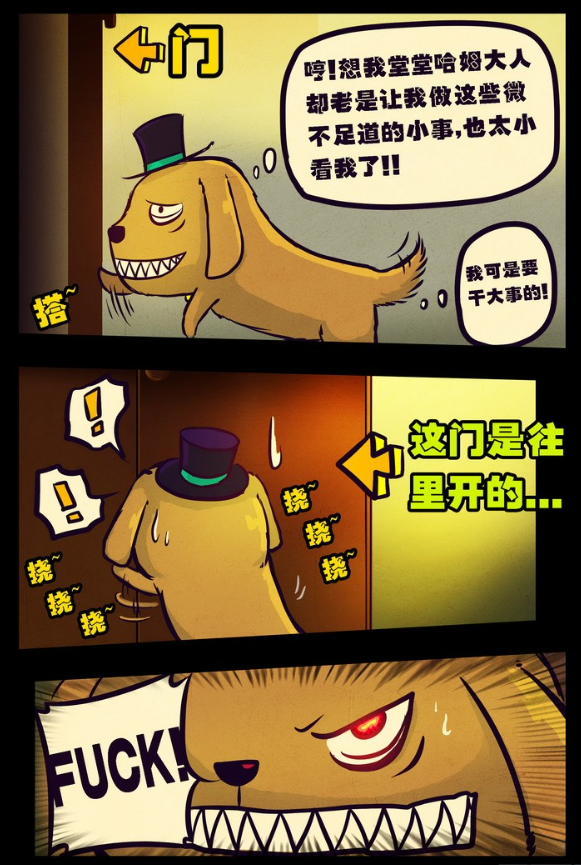 门
哼!想我堂堂哈姆大人
却老是让我做这些微
不足道的小事,也太小
看我了!!
我可是要
干大事的!
搭~
!
!
这门是往
里开的...
挠~
挠~
挠~
挠~
挠~
挠~
FUCK!